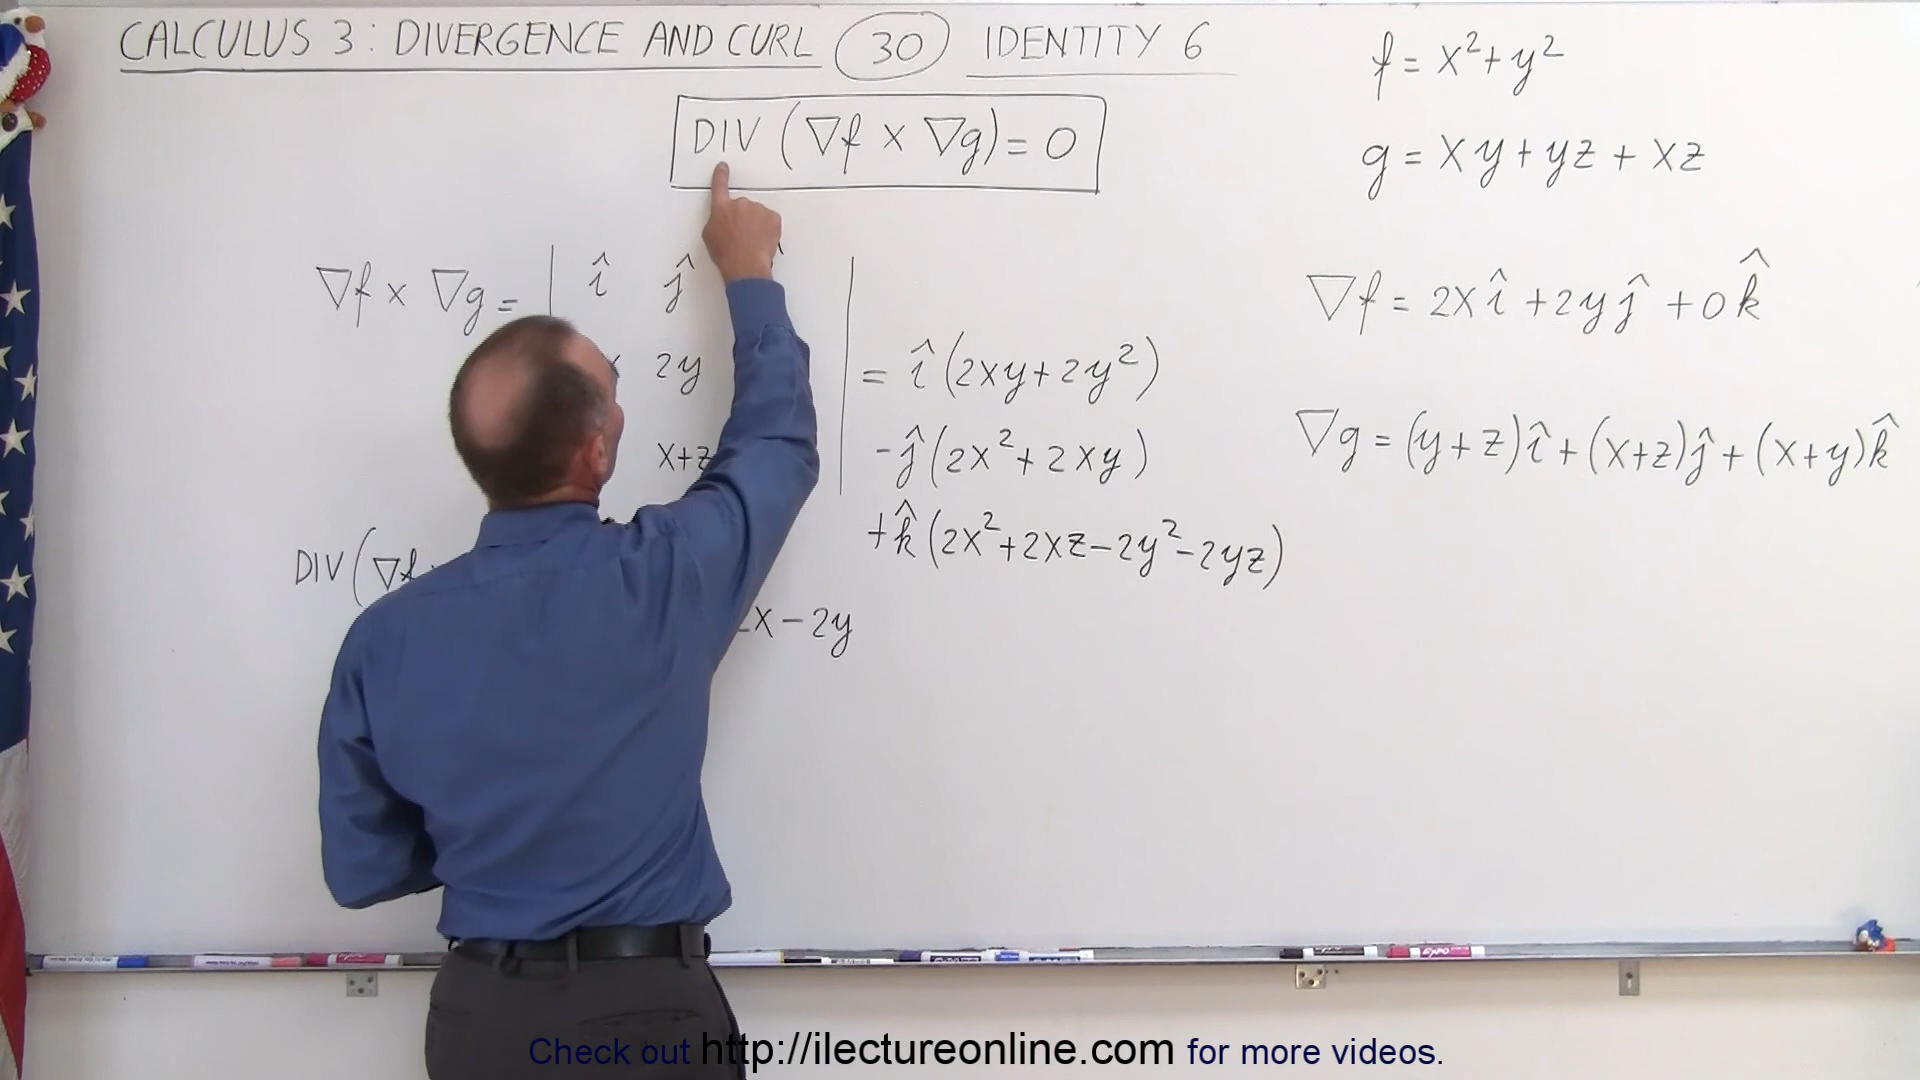 CALCULUS 3: DIVERGENCE AND CURL 30 IDENTITY 6
DIV (∇f × ∇g) = 0
f = x² + y²
g = xy + yz + xz
∇f × ∇g = | î ĵ
2y
x+z
= î (2xy + 2y²)
- ĵ (2x² + 2xy)
+ k̂ (2x² + 2xz - 2y² - 2yz)
∇f = 2x î + 2y ĵ + 0 k̂
∇g = (y+z) î + (x+z) ĵ + (x+y) k̂
DIV (∇f
2x - 2y
Check out http://ilectureonline.com for more videos.